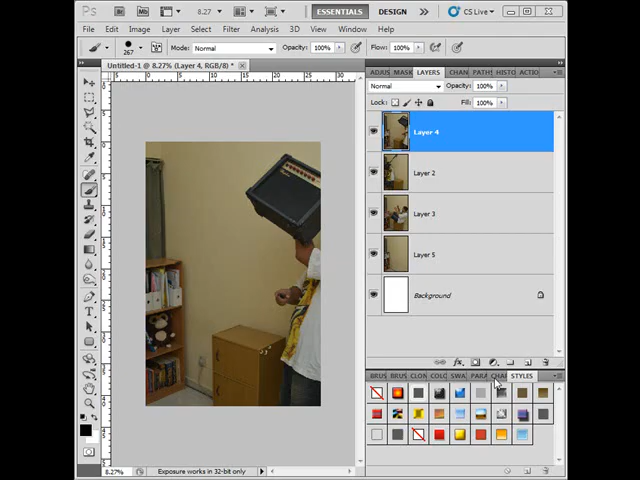 Ps 8.27 ESSENTIALS DESIGN CS Live
File Edit Image Layer Select Filter Analysis 3D View Window Help
267 Mode: Normal Opacity: 100% Flow: 100%
Untitled-1 @ 8.27% (Layer 4, RGB/8) *
ADJUS MASK LAYERS CHAN PATH HISTO ACTIO
Normal Opacity: 100%
Lock: Fill: 100%
Layer 4
Layer 2
Layer 3
Layer 5
Background
BRUS BRUS CLON COLO SWA PARA CHAR STYLES
8.27% Exposure works in 32-bit only